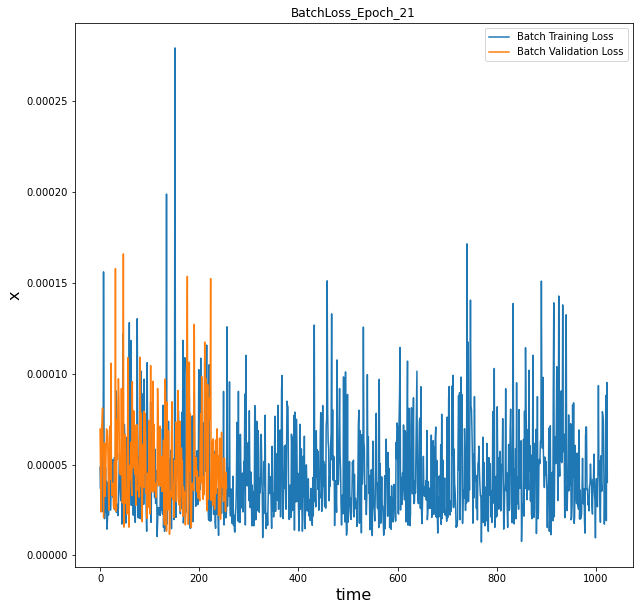 BatchLoss_Epoch_21
Batch Training Loss
Batch Validation Loss
0.00025
0.00020
0.00015
0.00010
0.00005
0.00000
x
0
200
400
600
800
1000
time